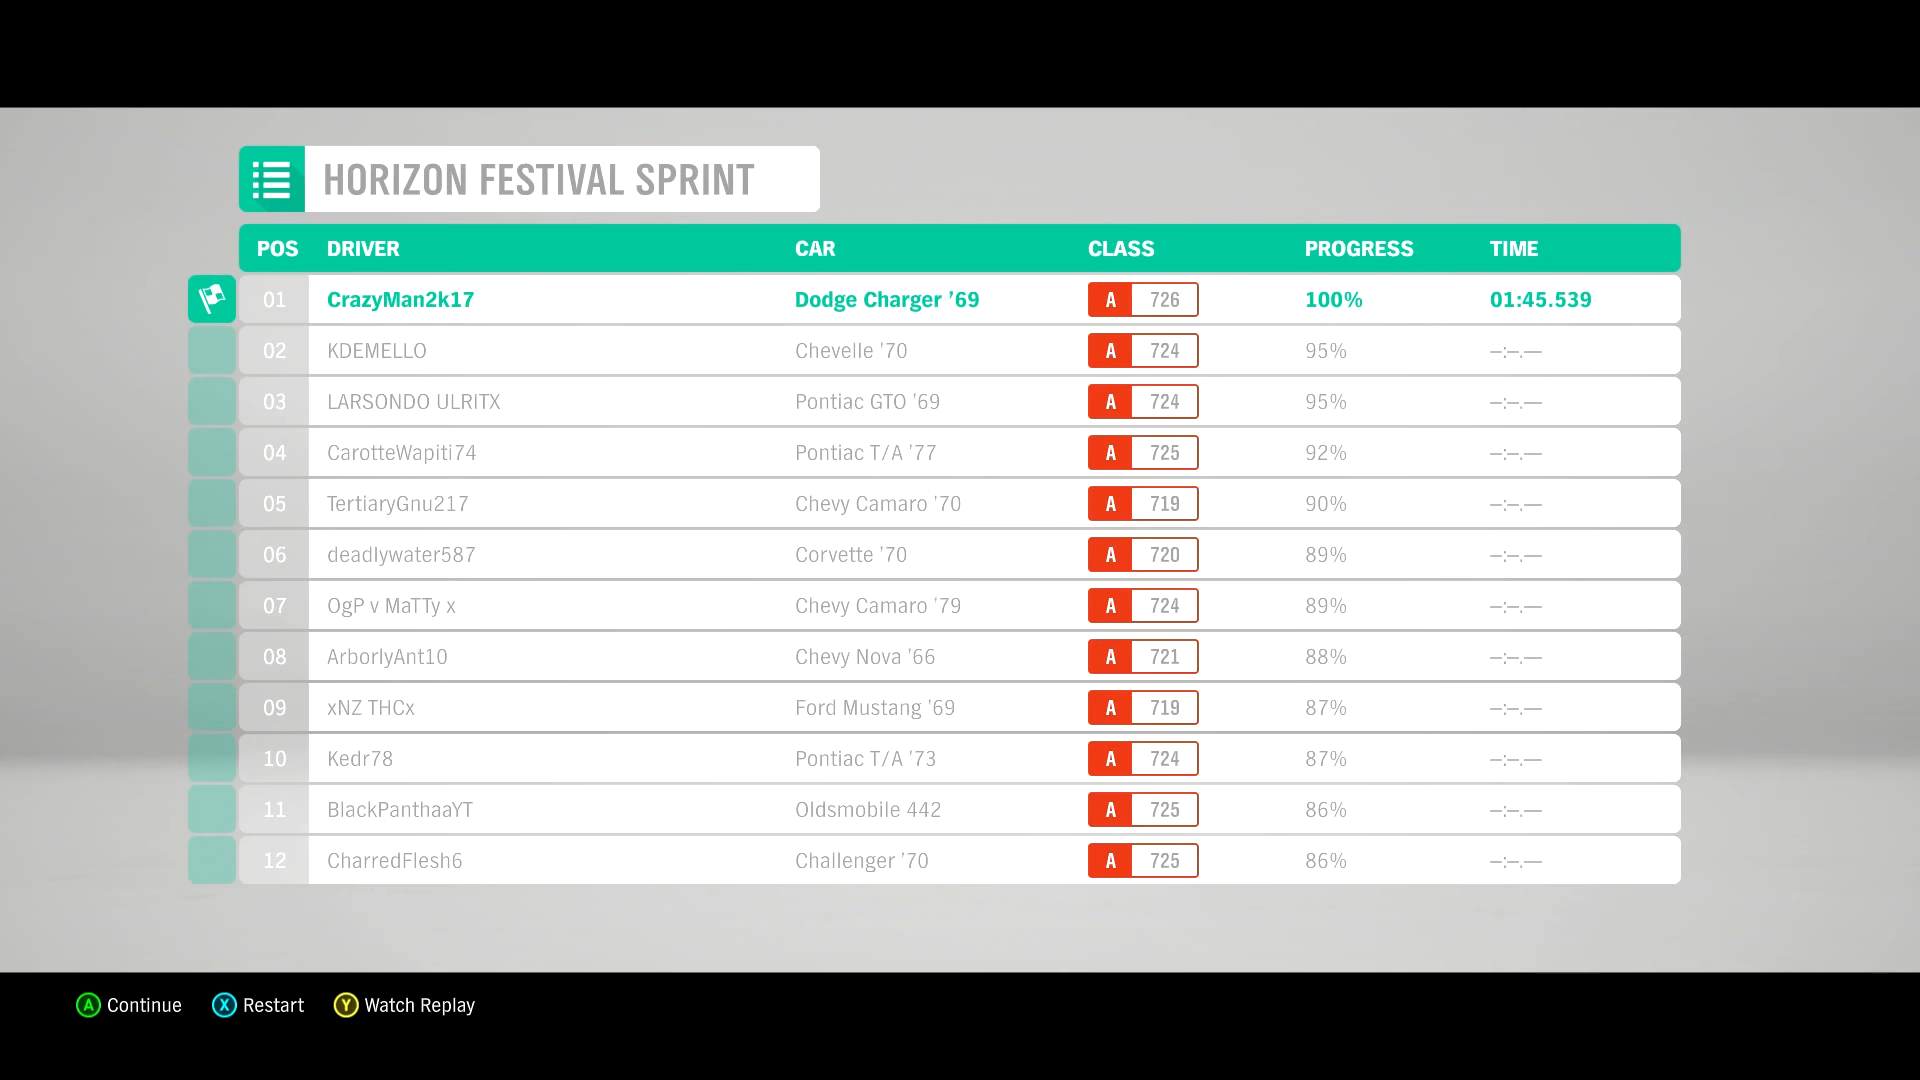 HORIZON FESTIVAL SPRINT
POS DRIVER CAR CLASS PROGRESS TIME
01 CrazyMan2k17 Dodge Charger ’69 A 726 100% 01:45.539
02 KDEMELLO Chevelle ’70 A 724 95% –:–.—
03 LARSONDO ULRITX Pontiac GTO ’69 A 724 95% –:–.—
04 CarotteWapiti74 Pontiac T/A ’77 A 725 92% –:–.—
05 TertiaryGnu217 Chevy Camaro ’70 A 719 90% –:–.—
06 deadlywater587 Corvette ’70 A 720 89% –:–.—
07 OgP v MaTTy x Chevy Camaro ’79 A 724 89% –:–.—
08 ArborlyAnt10 Chevy Nova ’66 A 721 88% –:–.—
09 xNZ THCx Ford Mustang ’69 A 719 87% –:–.—
10 Kedr78 Pontiac T/A ’73 A 724 87% –:–.—
11 BlackPanthaaYT Oldsmobile 442 A 725 86% –:–.—
12 CharredFlesh6 Challenger ’70 A 725 86% –:–.—
A Continue X Restart Y Watch Replay